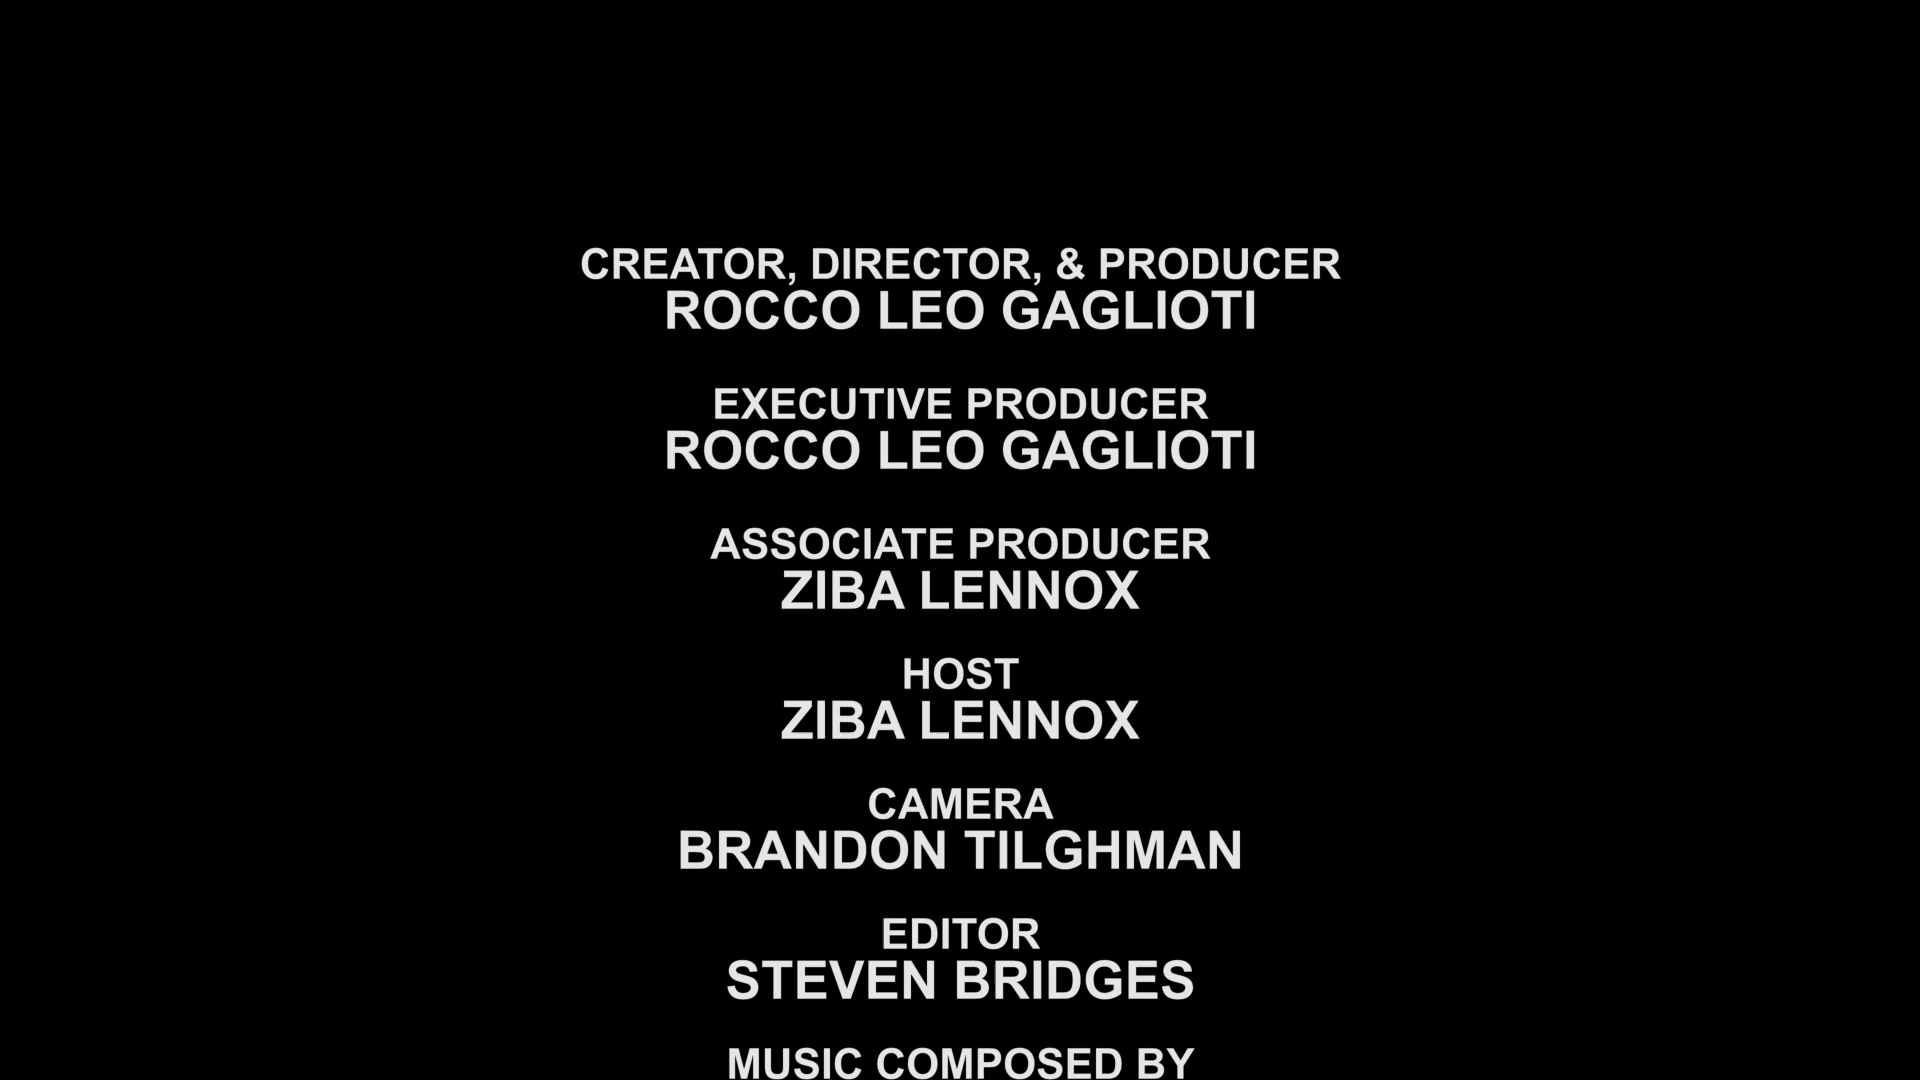 CREATOR, DIRECTOR, & PRODUCER
ROCCO LEO GAGLIOTI
EXECUTIVE PRODUCER
ROCCO LEO GAGLIOTI
ASSOCIATE PRODUCER
ZIBA LENNOX
HOST
ZIBA LENNOX
CAMERA
BRANDON TILGHMAN
EDITOR
STEVEN BRIDGES
MUSIC COMPOSED BY